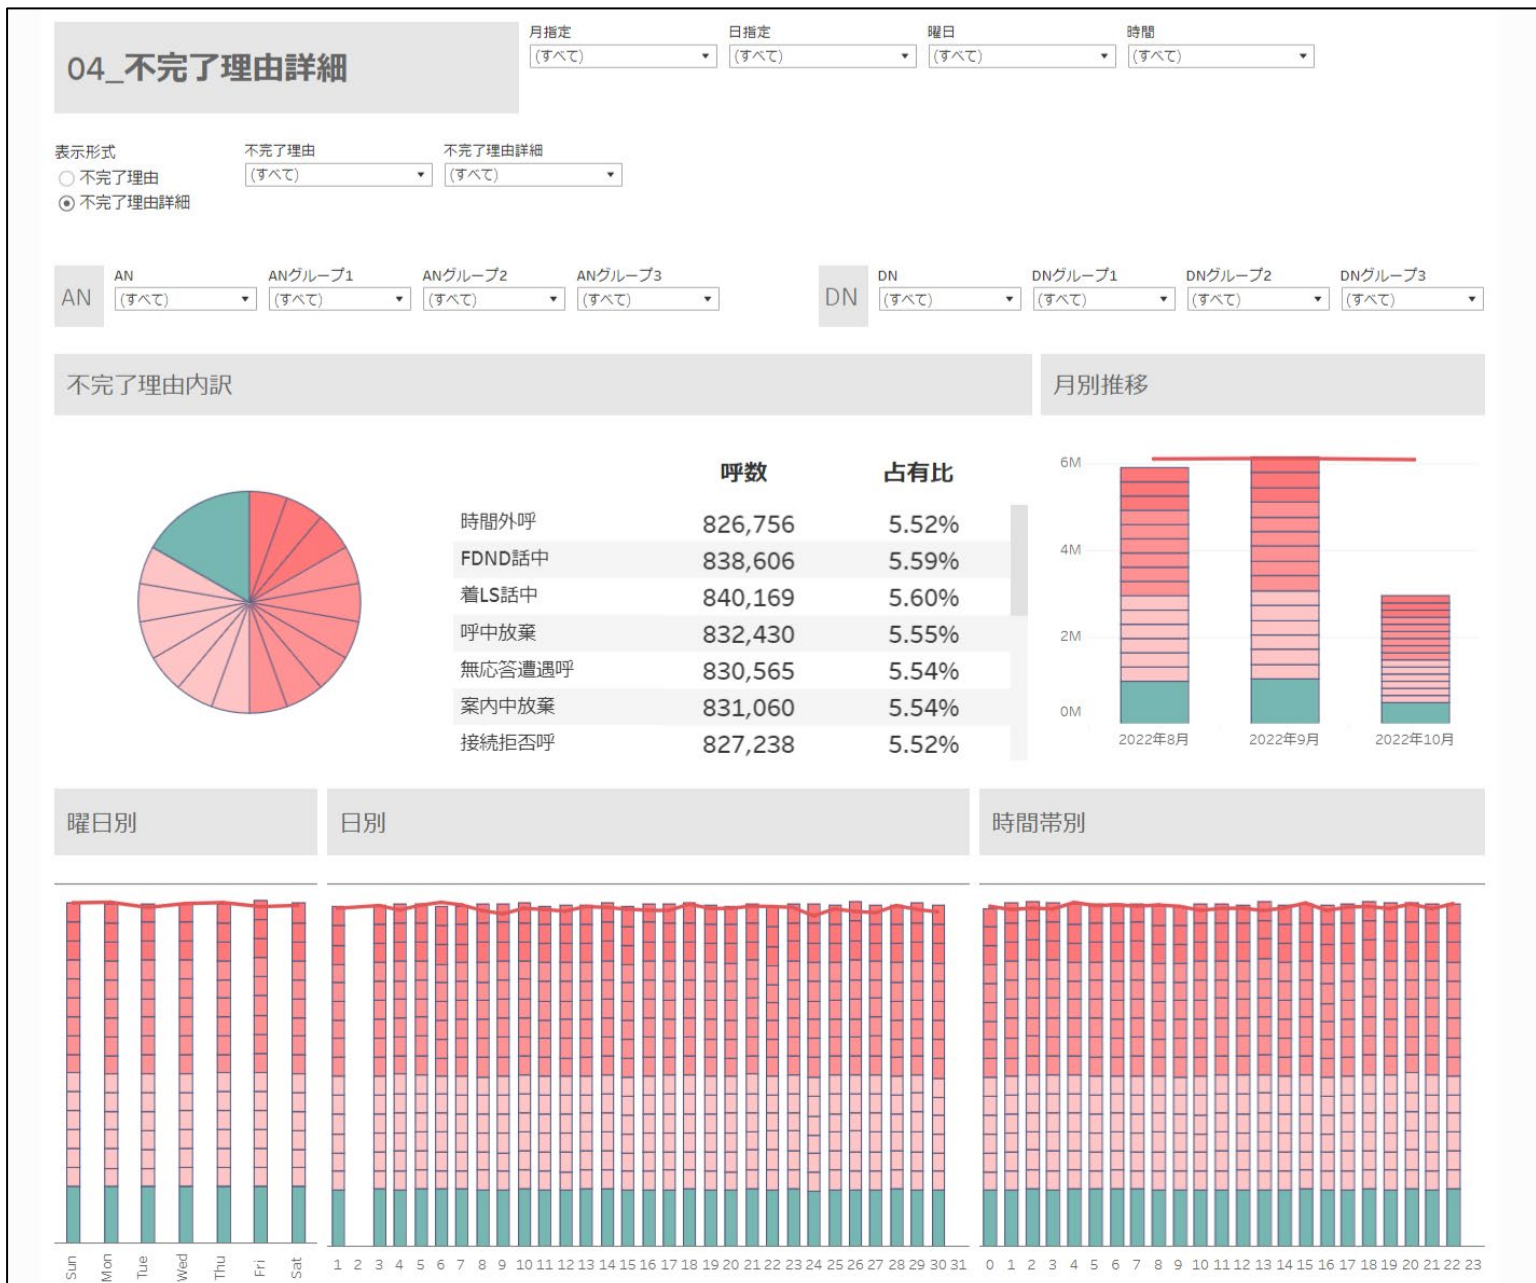 04_不完了理由詳細
月指定 日指定 曜日 時間
(すべて) (すべて) (すべて) (すべて)
表示形式 不完了理由 不完了理由詳細
不完了理由 (すべて) (すべて)
不完了理由詳細
AN AN ANグループ1 ANグループ2 ANグループ3 DN DN DNグループ1 DNグループ2 DNグループ3
(すべて) (すべて) (すべて) (すべて) (すべて) (すべて) (すべて) (すべて)
不完了理由内訳 月別推移
呼数 占有比
時間外呼 826,756 5.52%
FDND話中 838,606 5.59%
着LS話中 840,169 5.60%
呼中放棄 832,430 5.55%
無応答遭遇呼 830,565 5.54%
案内中放棄 831,060 5.54%
接続拒否呼 827,238 5.52%
6M
4M
2M
0M
2022年8月 2022年9月 2022年10月
曜日別 日別 時間帯別
Sun Mon Tue Wed Thu Fri Sat 1 2 3 4 5 6 7 8 9 10 11 12 13 14 15 16 17 18 19 20 21 22 23 24 25 26 27 28 29 30 31 0 1 2 3 4 5 6 7 8 9 10 11 12 13 14 15 16 17 18 19 20 21 22 23